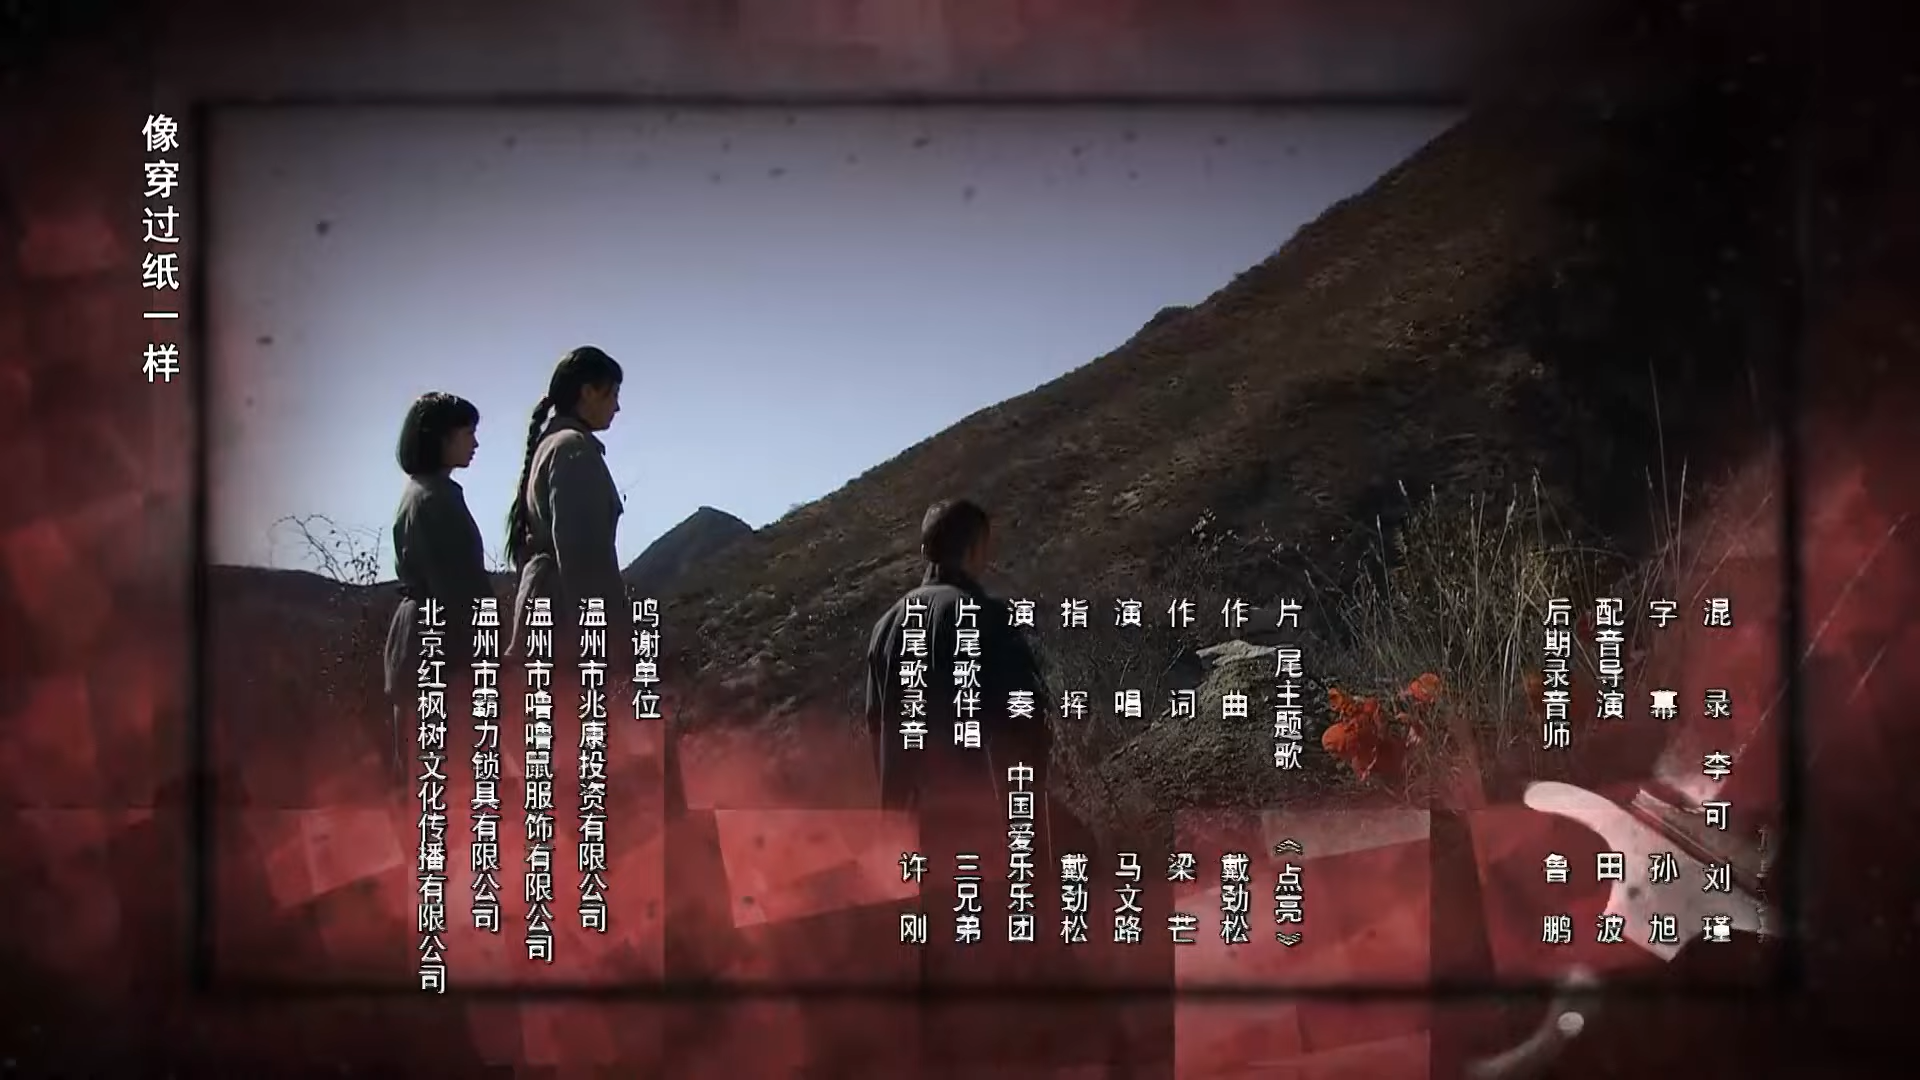 混录 李可 刘瑾
字幕 孙旭
配音导演 田波
后期录音师 鲁鹏
片尾主题歌 《点亮》
作曲 戴劲松
作词 梁芒
演唱 马文路
指挥 戴劲松
演奏 中国爱乐乐团
片尾歌伴唱 三兄弟
片尾歌录音 许刚
鸣谢单位
温州市兆康投资有限公司
温州市噜噜鼠服饰有限公司
温州市霸力锁具有限公司
北京红枫树文化传播有限公司
像穿过纸一样